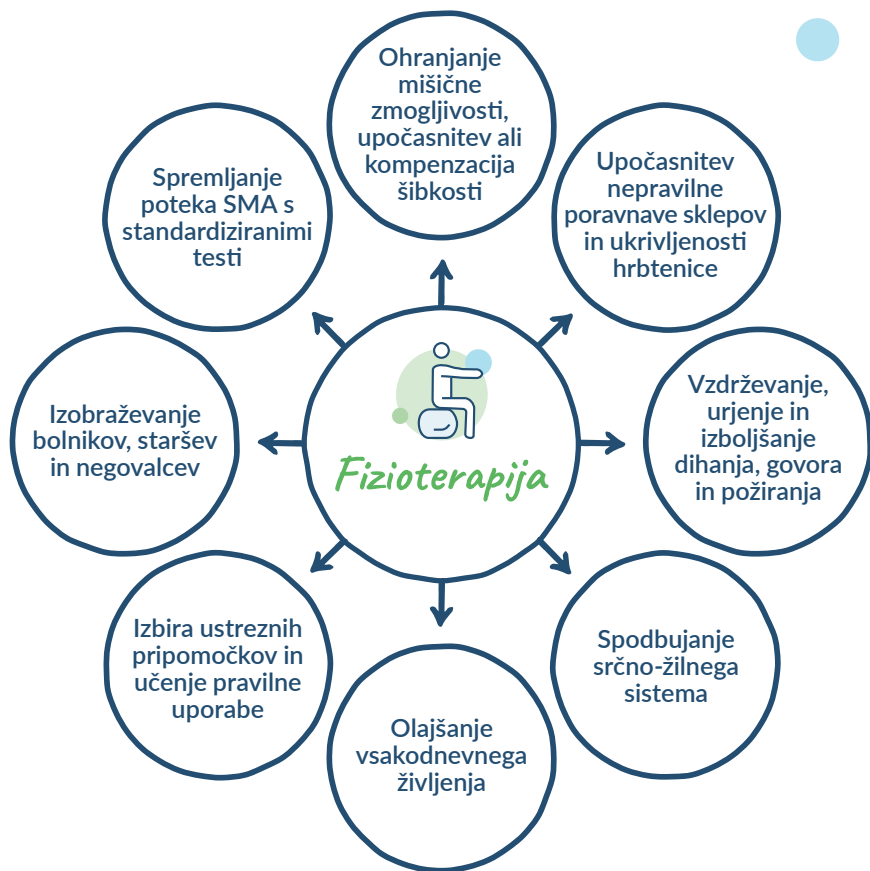 Ohranjanje
mišične
zmogljivosti,
upočasnitev ali
kompenzacija
šibkosti
Upočasnitev
nepravilne
poravnave sklepov
in ukrivljenosti
hrbtenice
Vzdrževanje,
urjenje in
izboljšanje
dihanja, govora
in požiranja
Spodbujanje
srčno-žilnega
sistema
Olajšanje
vsakodnevnega
življenja
Izbira ustreznih
pripomočkov in
učenje pravilne
uporabe
Izobraževanje
bolnikov, staršev
in negovalcev
Spremljanje
poteka SMA s
standardiziranimi
testi
Fizioterapija